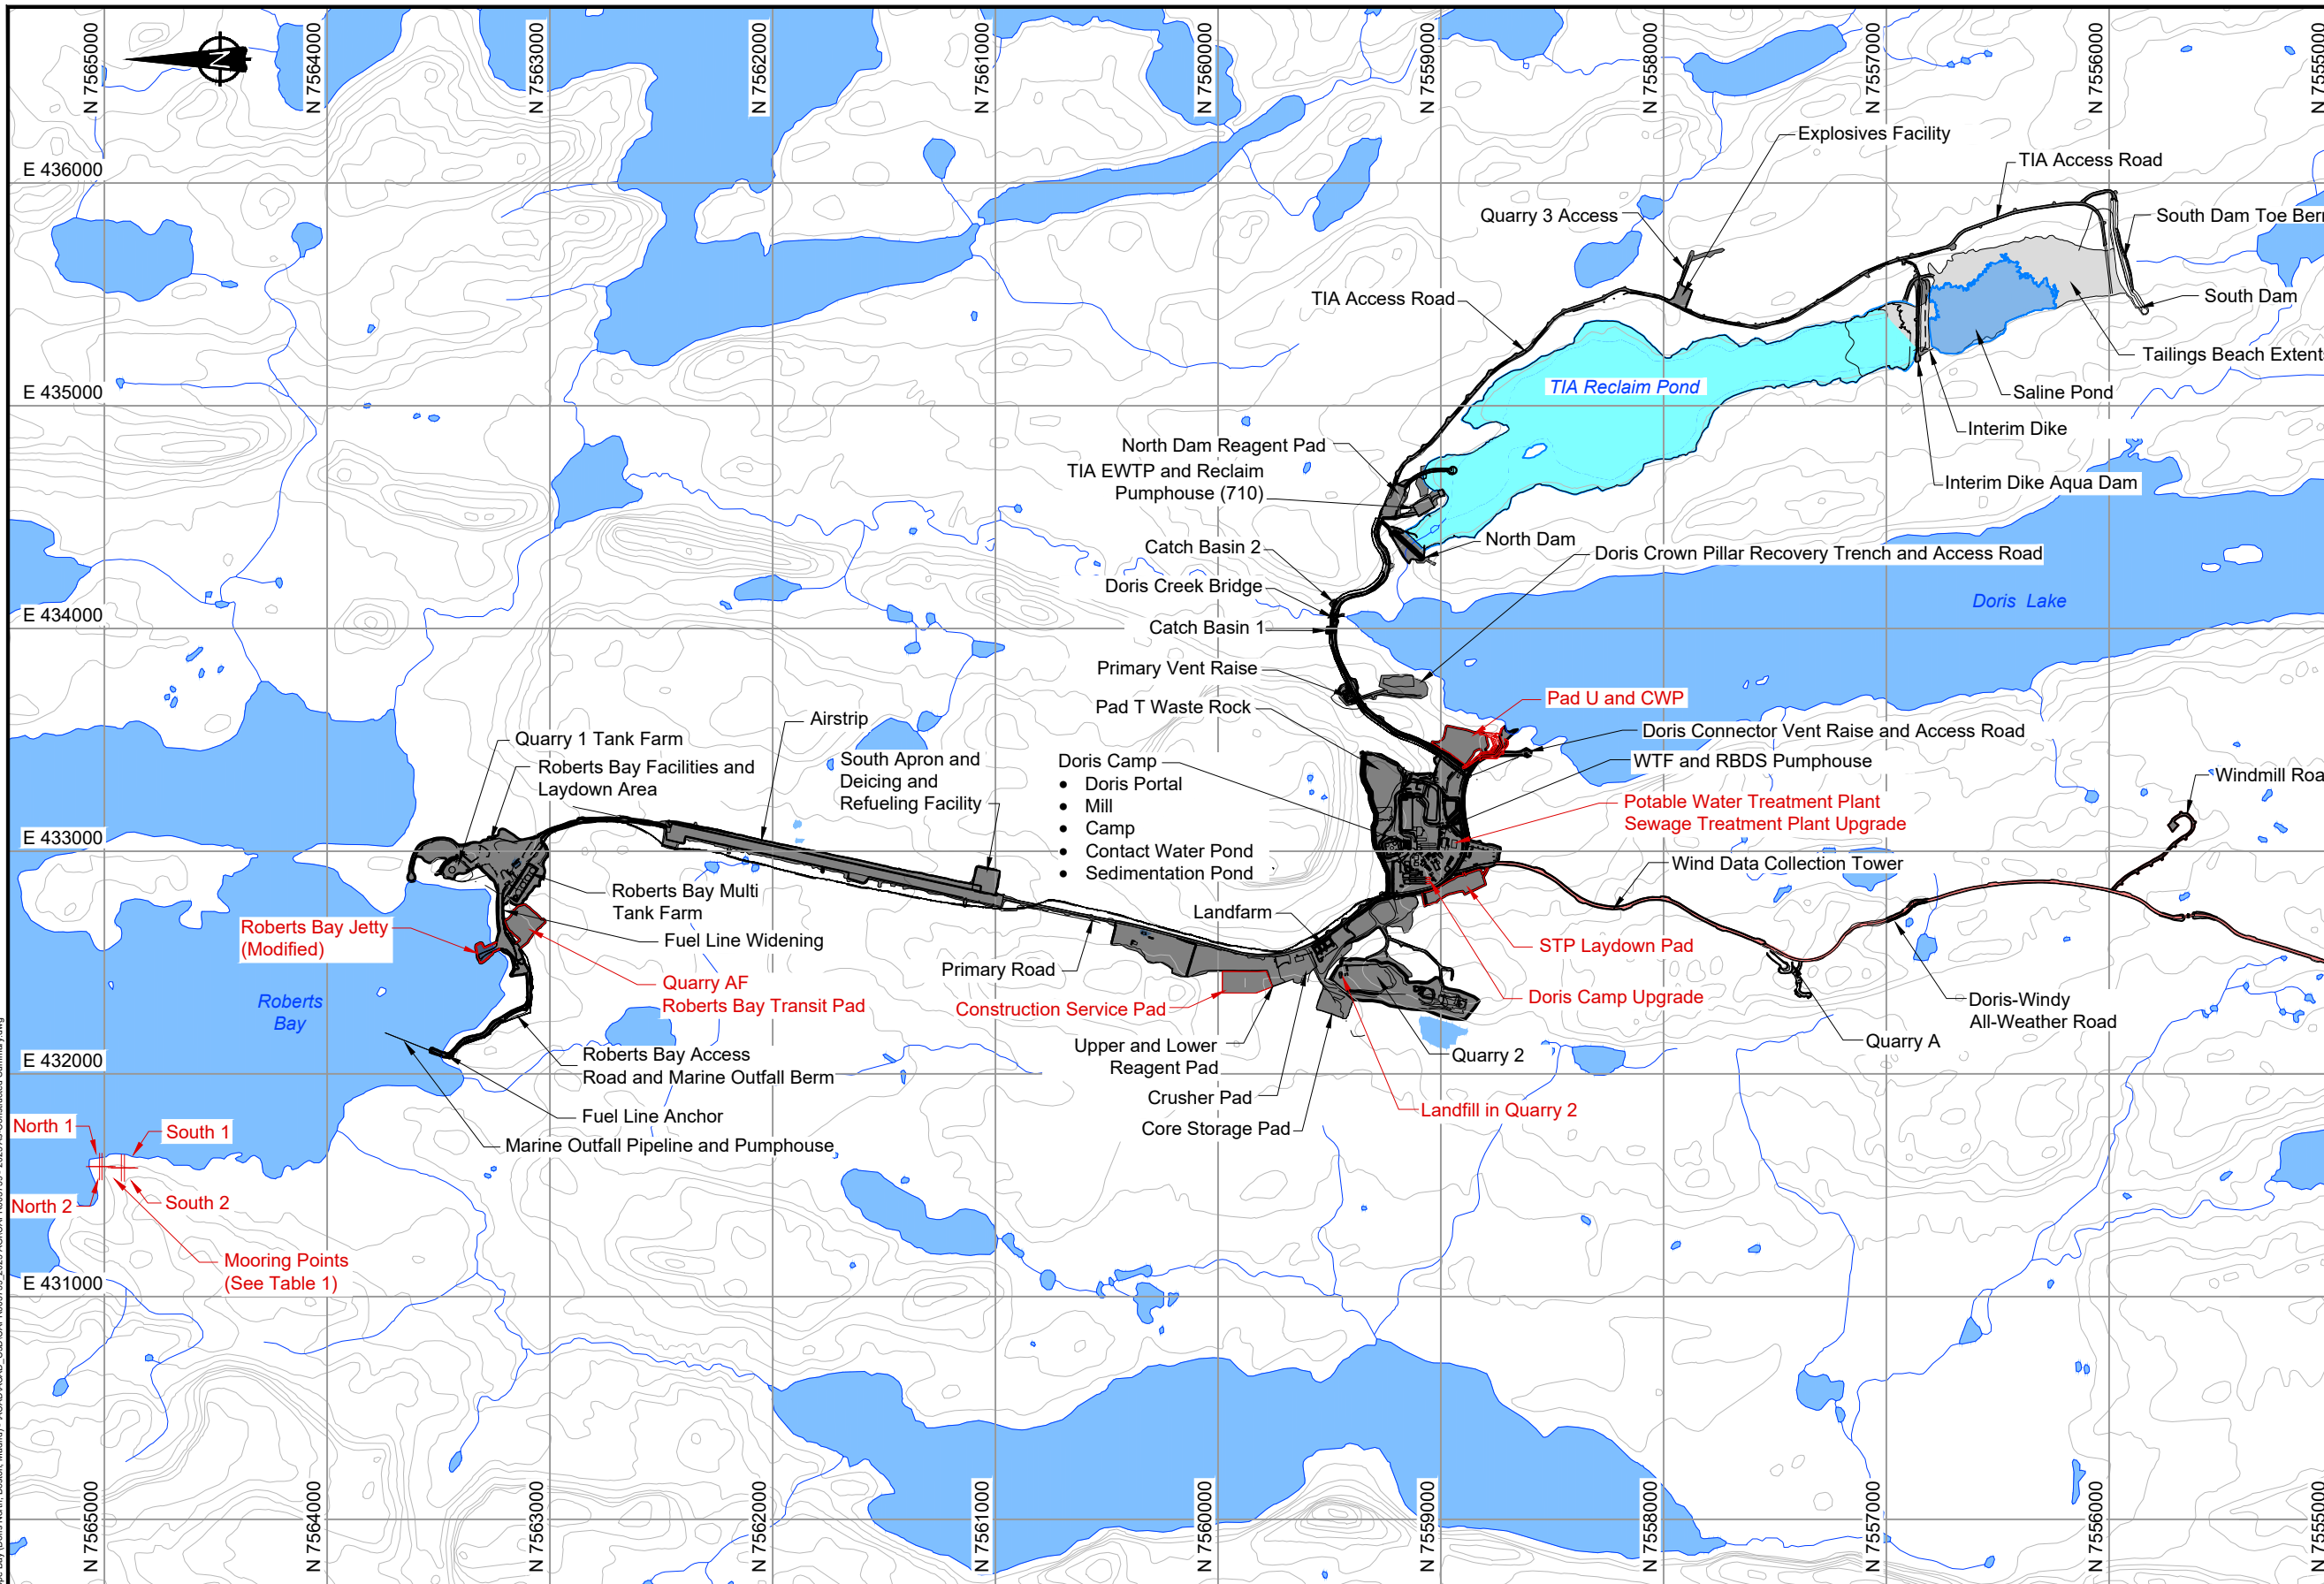 N 7565000
N 7564000
N 7563000
N 7562000
N 7561000
N 7560000
N 7559000
N 7558000
N 7557000
N 7556000
N
Explosives Facility
TIA Access Road
E 436000
Quarry 3 Access
South Dam Toe
TIA Access Road
South Dam
Tailings Beach Extent
TIA Reclaim Pond
E 435000
Saline Pond
Interim Dike
North Dam Reagent Pad
TIA EWTP and Reclaim
Pumphouse (710)
Interim Dike Aqua Dam
North Dam
Catch Basin 2
Doris Crown Pillar Recovery Trench and Access Road
Doris Creek Bridge
Doris Lake
E 434000
Catch Basin 1
Primary Vent Raise
Pad T Waste Rock
Pad U and CWP
Airstrip
Doris Connector Vent Raise and Access Road
Quarry 1 Tank Farm
Roberts Bay Facilities and
Laydown Area
South Apron and
Deicing and
Refueling Facility
Doris Camp
• Doris Portal
• Mill
• Camp
• Contact Water Pond
• Sedimentation Pond
WTF and RBDS Pumphouse
Windmill
Potable Water Treatment Plant
Sewage Treatment Plant Upgrade
E 433000
Wind Data Collection Tower
Roberts Bay Multi
Tank Farm
Landfarm
Roberts Bay Jetty
(Modified)
Fuel Line Widening
STP Laydown Pad
Primary Road
Quarry AF
Roberts Bay Transit Pad
Construction Service Pad
Doris Camp Upgrade
Roberts
Bay
Doris-Windy
All-Weather Road
Quarry A
Upper and Lower
Reagent Pad
Quarry 2
Roberts Bay Access
Road and Marine Outfall Berm
E 432000
Crusher Pad
Landfill in Quarry 2
Fuel Line Anchor
Core Storage Pad
Marine Outfall Pipeline and Pumphouse
North 1
South 1
North 2
South 2
Mooring Points
(See Table 1)
E 431000
N 7565000
N 7564000
N 7563000
N 7562000
N 7561000
N 7560000
N 7559000
N 7558000
N 7557000
N 7556000